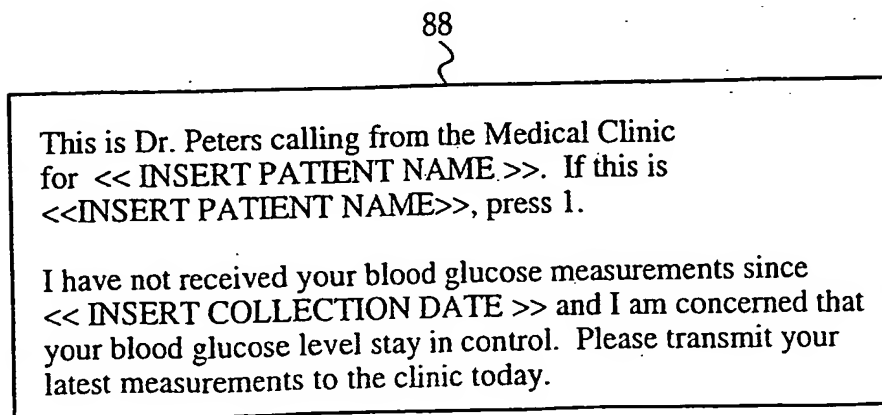 88
This is Dr. Peters calling from the Medical Clinic
for << INSERT PATIENT NAME >>. If this is
<<INSERT PATIENT NAME>>, press 1.
I have not received your blood glucose measurements since
<< INSERT COLLECTION DATE >> and I am concerned that
your blood glucose level stay in control. Please transmit your
latest measurements to the clinic today.